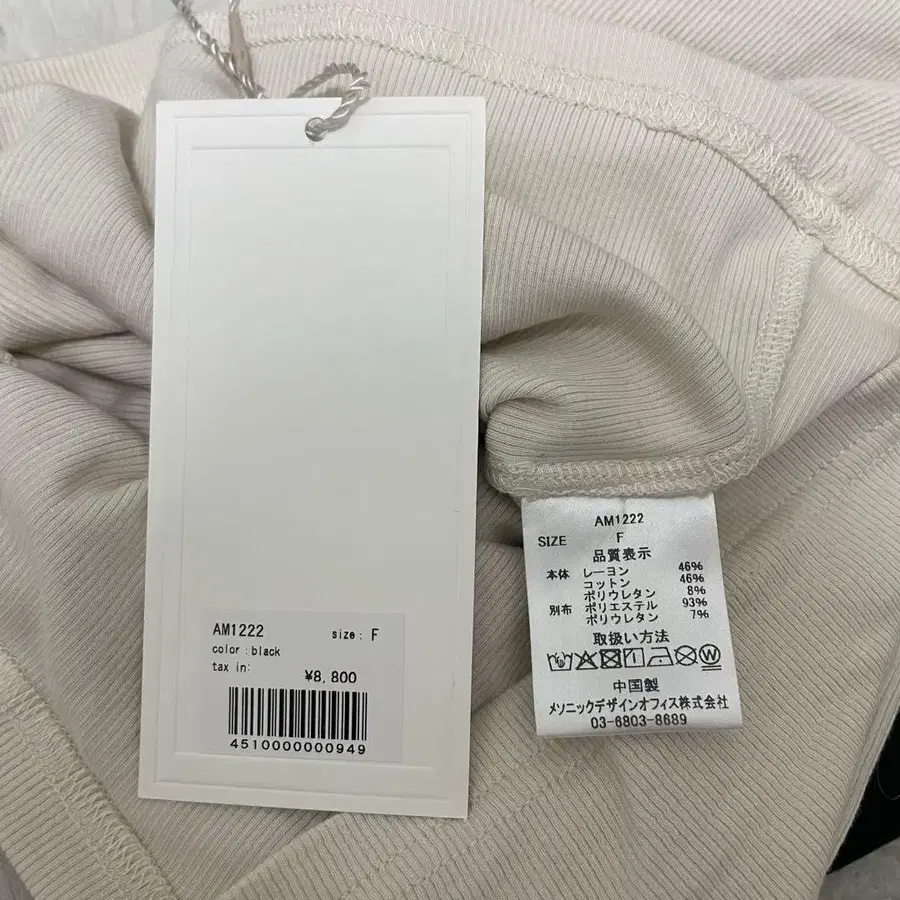 AM1222 size: F
color : black
tax in:
¥8,800
4510000000949
AM1222
SIZE F
品質表示
本体 レーヨン 46%
コットン 46%
ポリウレタン 8%
別布 ポリエステル 93%
ポリウレタン 7%
取扱い方法
中国製
メソニックデザインオフィス株式会社
03-6803-8689